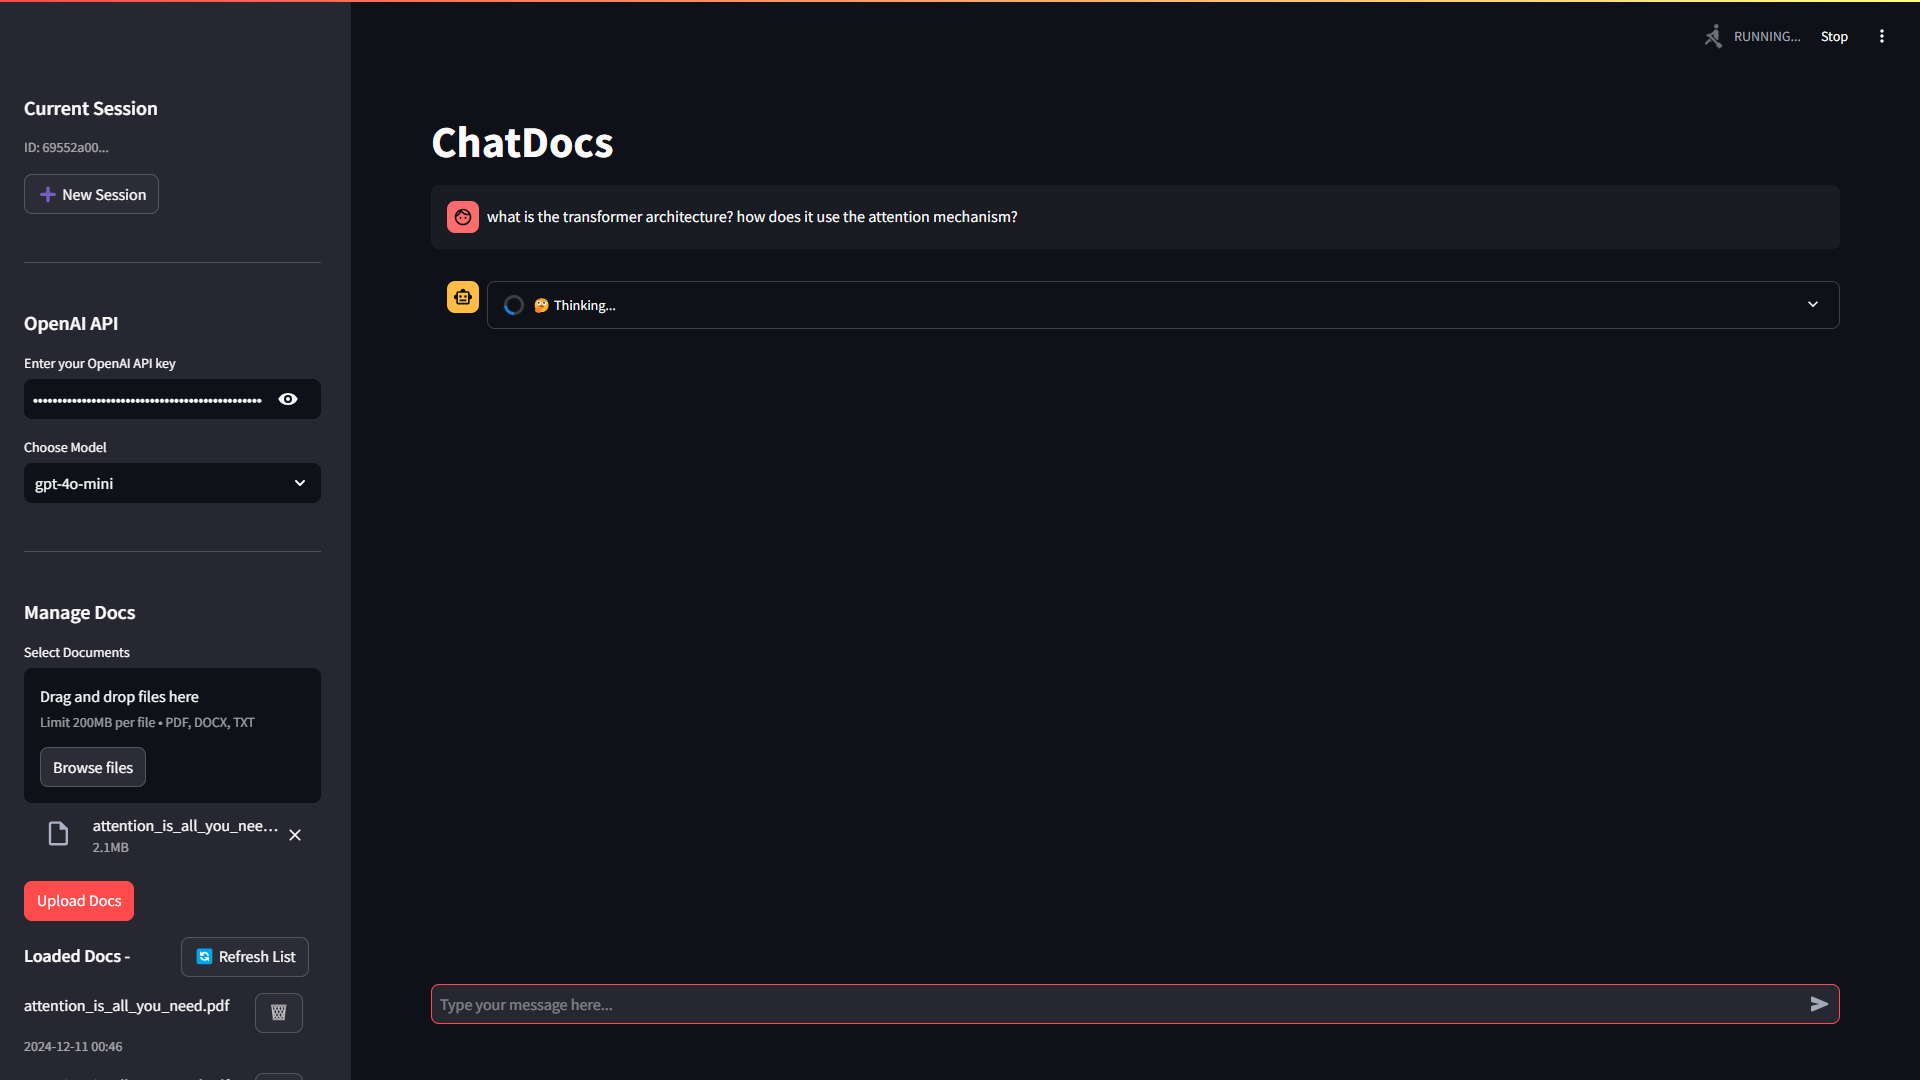 RUNNING...
Stop
Current Session
ID: 69552a00...
New Session
OpenAI API
Enter your OpenAI API key
••••••••••••••••••••••••••••••••••••••••••••••••
Choose Model
gpt-4o-mini
Manage Docs
Select Documents
Drag and drop files here
Limit 200MB per file • PDF, DOCX, TXT
Browse files
attention_is_all_you_nee...
2.1MB
Upload Docs
Loaded Docs -
Refresh List
attention_is_all_you_need.pdf
2024-12-11 00:46
ChatDocs
what is the transformer architecture? how does it use the attention mechanism?
Thinking...
Type your message here...